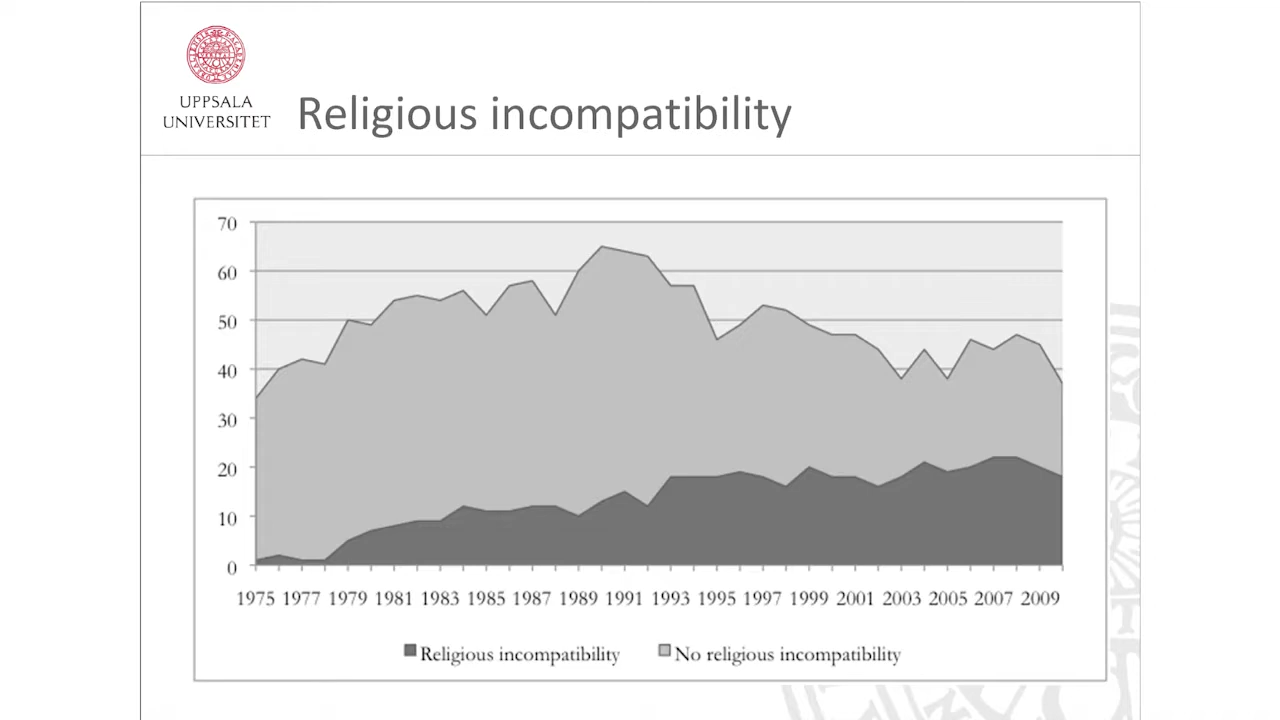 UPPSALA
UNIVERSITET
Religious incompatibility
70
60
50
40
30
20
10
0
1975 1977 1979 1981 1983 1985 1987 1989 1991 1993 1995 1997 1999 2001 2003 2005 2007 2009
Religious incompatibility No religious incompatibility